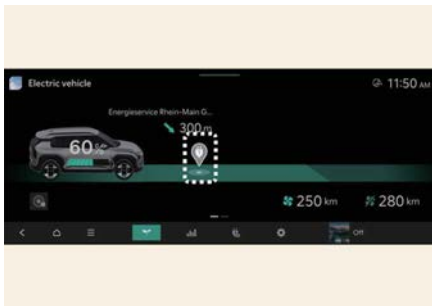 Electric vehicle
11:50 AM
Energieservice Rhein-Main G...
300 m
60%
250 km
280 km
Off